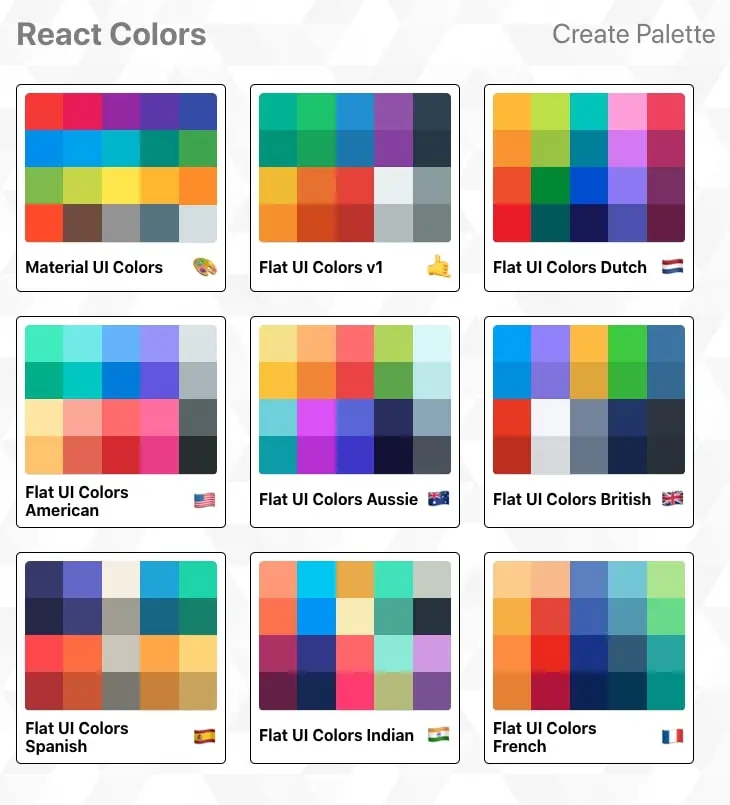 React Colors
Create Palette
Material UI Colors
Flat UI Colors v1
Flat UI Colors Dutch
Flat UI Colors
American
Flat UI Colors Aussie
Flat UI Colors British
Flat UI Colors
Spanish
Flat UI Colors Indian
Flat UI Colors
French